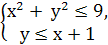 x² + y² ≤ 9,
y ≤ x + 1